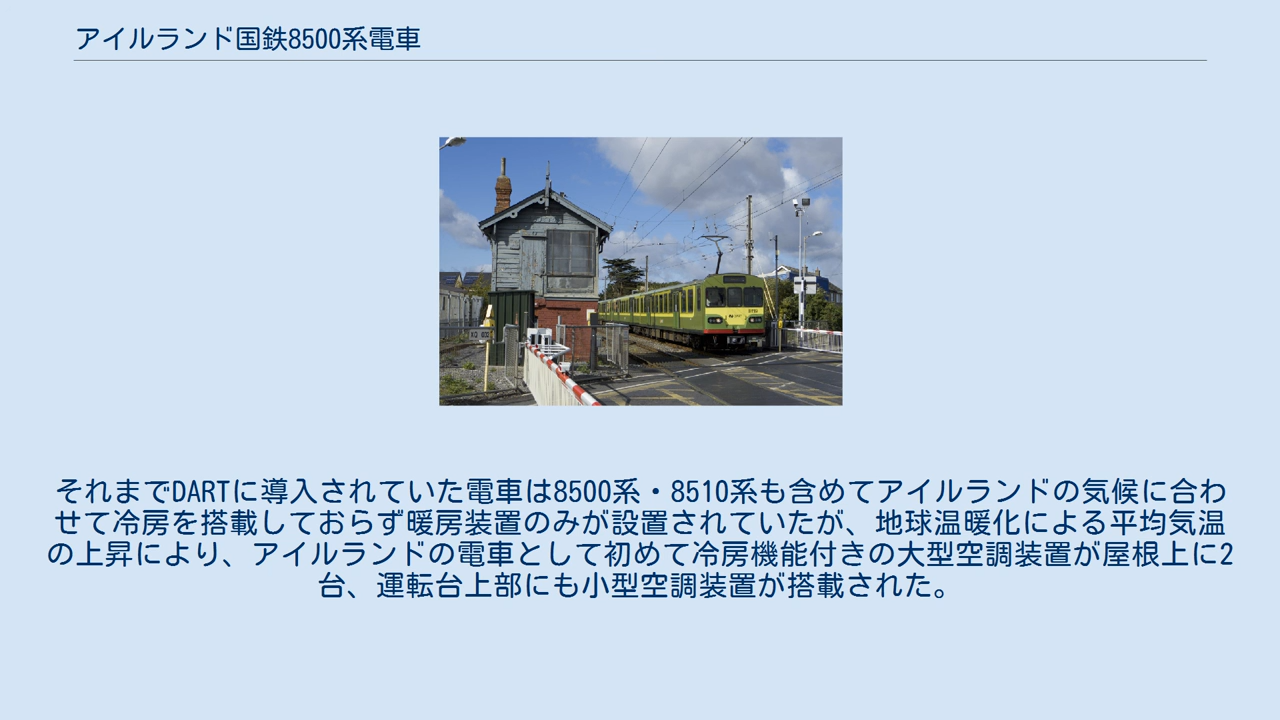 アイルランド国鉄8500系電車
それまでDARTに導入されていた電車は8500系・8510系も含めてアイルランドの気候に合わ
せて冷房を搭載しておらず暖房装置のみが設置されていたが、地球温暖化による平均気温
の上昇により、アイルランドの電車として初めて冷房機能付きの大型空調装置が屋根上に2
台、運転台上部にも小型空調装置が搭載された。